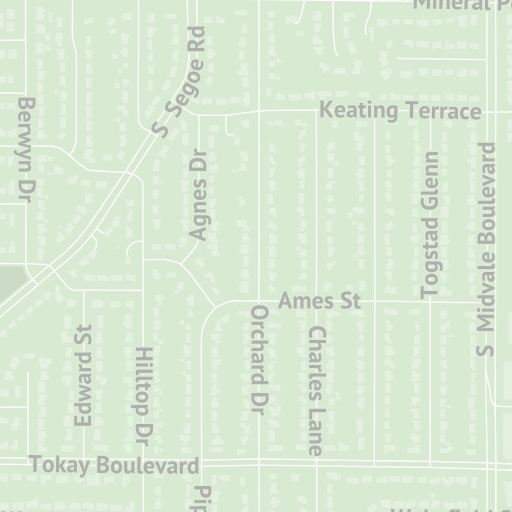 Mineral
S Segoe Rd
Keating Terrace
Berwyn Dr
Agnes Dr
Togstad Glenn
S Midvale Boulevard
Ames St
Orchard Dr
Charles Lane
Edward St
Hilltop Dr
Tokay Boulevard